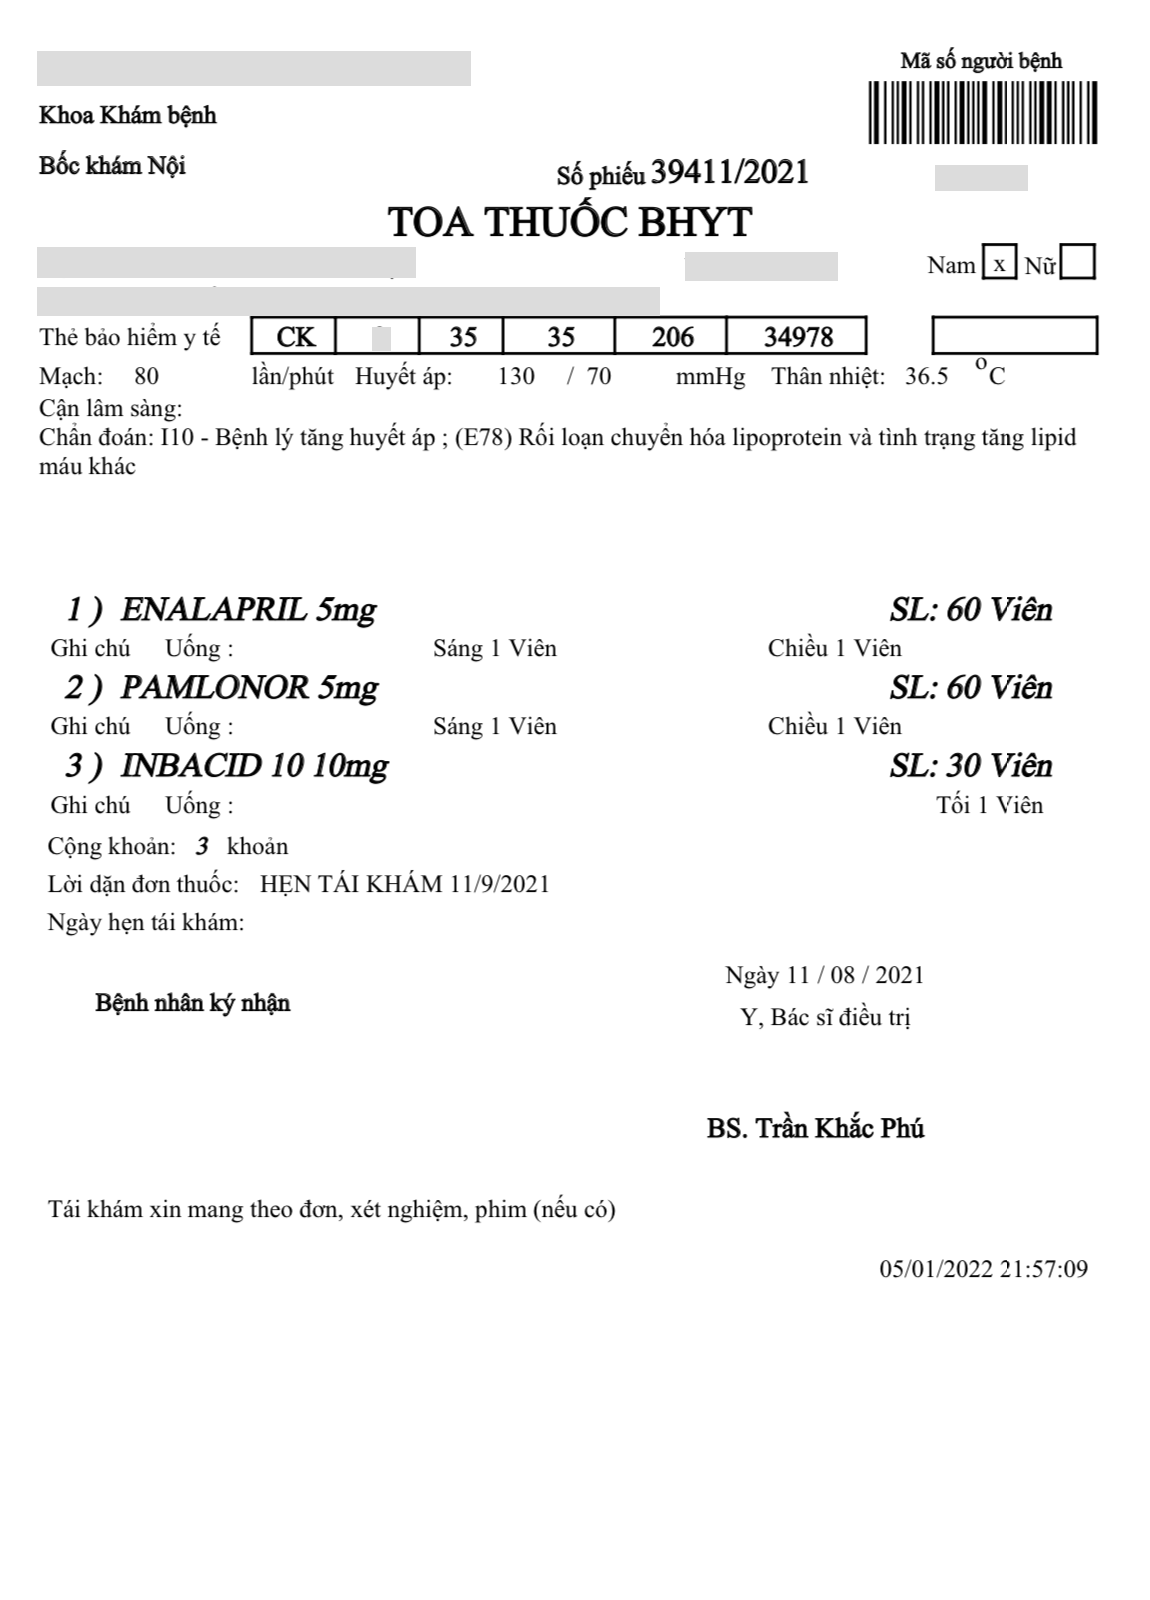 Mã số người bệnh
Khoa Khám bệnh
Bốc khám Nội
Số phiếu 39411/2021
TOA THUỐC BHYT
Nam x Nữ
Thẻ bảo hiểm y tế CK 35 35 206 34978
Mạch: 80 lần/phút Huyết áp: 130 / 70 mmHg Thân nhiệt: 36.5 °C
Cận lâm sàng:
Chẩn đoán: I10 - Bệnh lý tăng huyết áp ; (E78) Rối loạn chuyển hóa lipoprotein và tình trạng tăng lipid
máu khác
1 ) ENALAPRIL 5mg SL: 60 Viên
Ghi chú Uống : Sáng 1 Viên Chiều 1 Viên
2 ) PAMLONOR 5mg SL: 60 Viên
Ghi chú Uống : Sáng 1 Viên Chiều 1 Viên
3 ) INBACID 10 10mg SL: 30 Viên
Ghi chú Uống : Tối 1 Viên
Cộng khoản: 3 khoản
Lời dặn đơn thuốc: HẸN TÁI KHÁM 11/9/2021
Ngày hẹn tái khám:
Ngày 11 / 08 / 2021
Bệnh nhân ký nhận
Y, Bác sĩ điều trị
BS. Trần Khắc Phú
Tái khám xin mang theo đơn, xét nghiệm, phim (nếu có)
05/01/2022 21:57:09